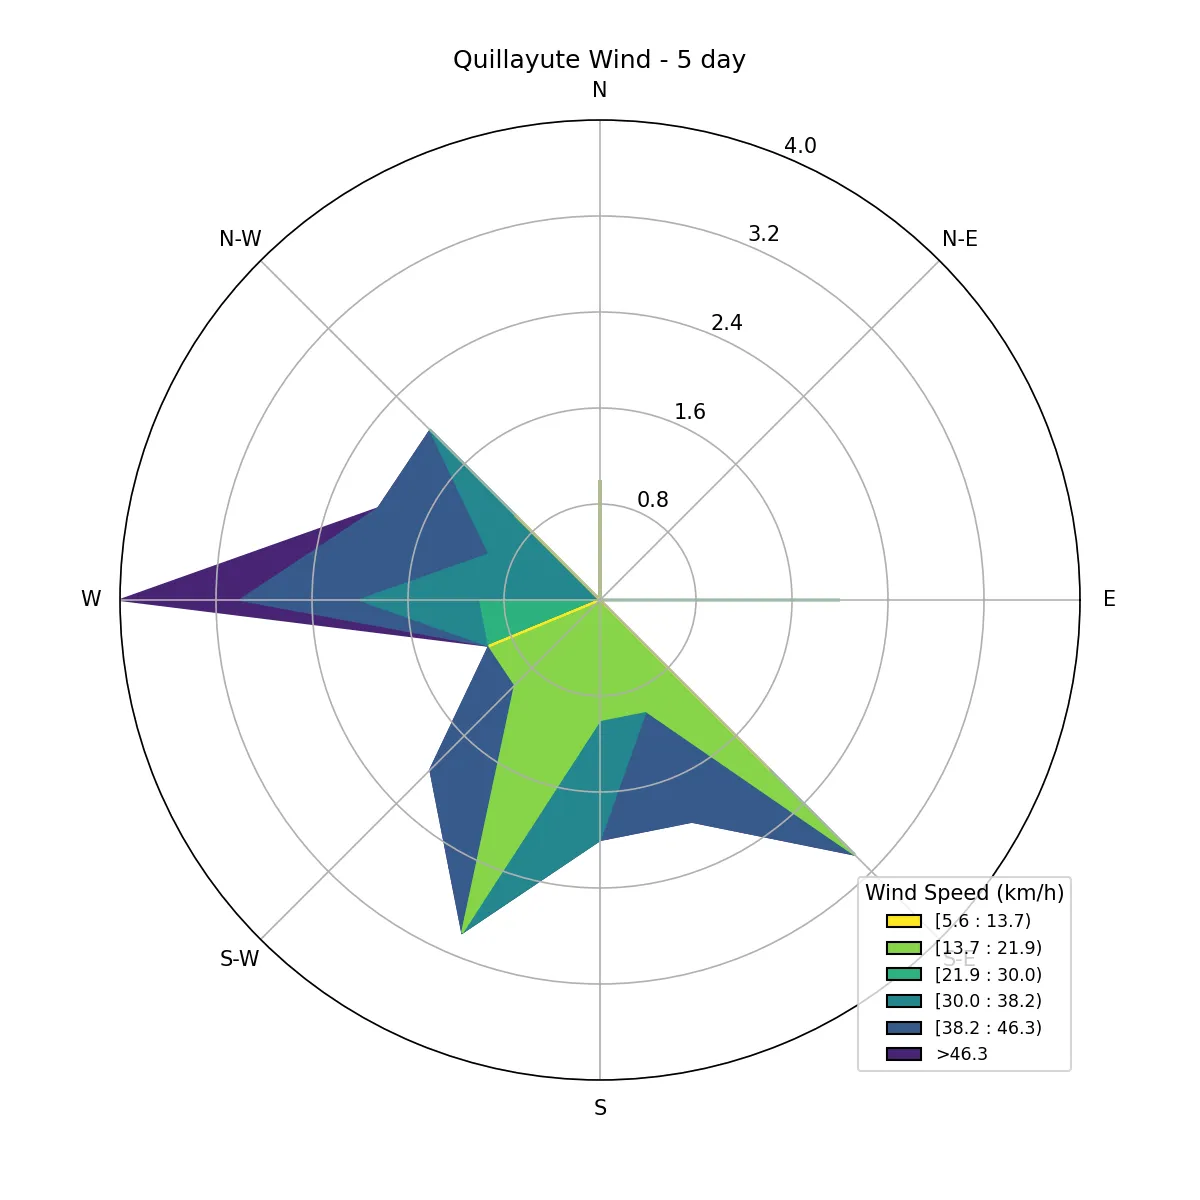 Quillayute Wind - 5 day
N
4.0
N-W
N-E
3.2
2.4
1.6
0.8
W
E
Wind Speed (km/h)
[5.6 : 13.7)
[13.7 : 21.9)
S-W
S-E
[21.9 : 30.0)
[30.0 : 38.2)
[38.2 : 46.3)
>46.3
S